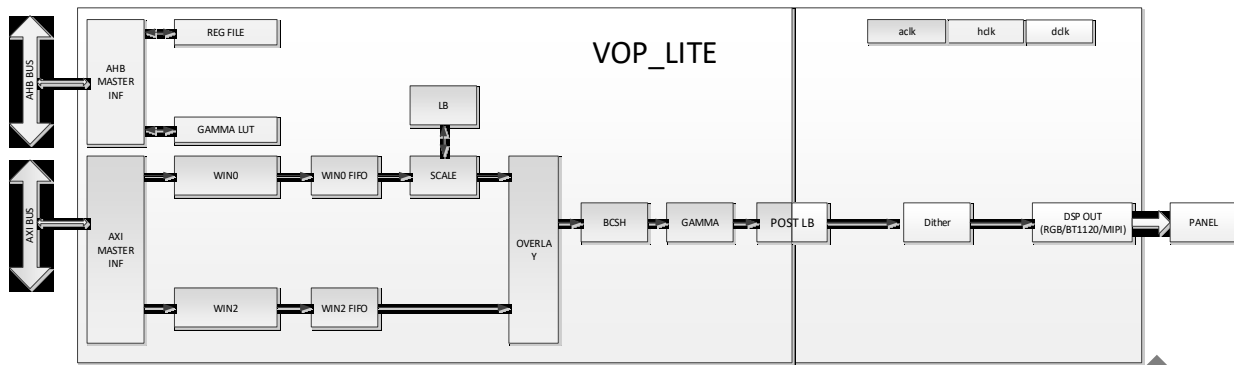 VOP_LITE
aclk
hclk
dclk
AHB BUS
AHB
MASTER
INF
REG FILE
GAMMA LUT
LB
AXI BUS
AXI
MASTER
INF
WIN0
WIN0 FIFO
SCALE
OVERLA
Y
BCSH
GAMMA
POST LB
Dither
DSP OUT
(RGB/BT1120/MIPI)
PANEL
WIN2
WIN2 FIFO